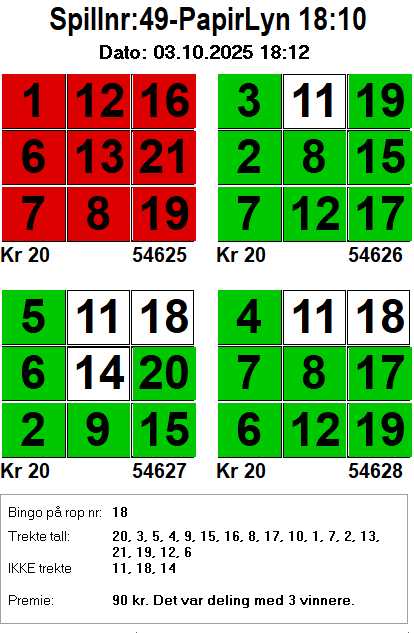 Spillnr:49-PapirLyn 18:10
Dato: 03.10.2025 18:12
1 12 16
6 13 21
7 8 19
Kr 20 54625
3 11 19
2 8 15
7 12 17
Kr 20 54626
5 11 18
6 14 20
2 9 15
Kr 20 54627
4 11 18
7 8 17
6 12 19
Kr 20 54628
Bingo på rop nr: 18
Trekte tall: 20, 3, 5, 4, 9, 15, 16, 8, 17, 10, 1, 7, 2, 13,
21, 19, 12, 6
IKKE trekte 11, 18, 14
Premie: 90 kr. Det var deling med 3 vinnere.